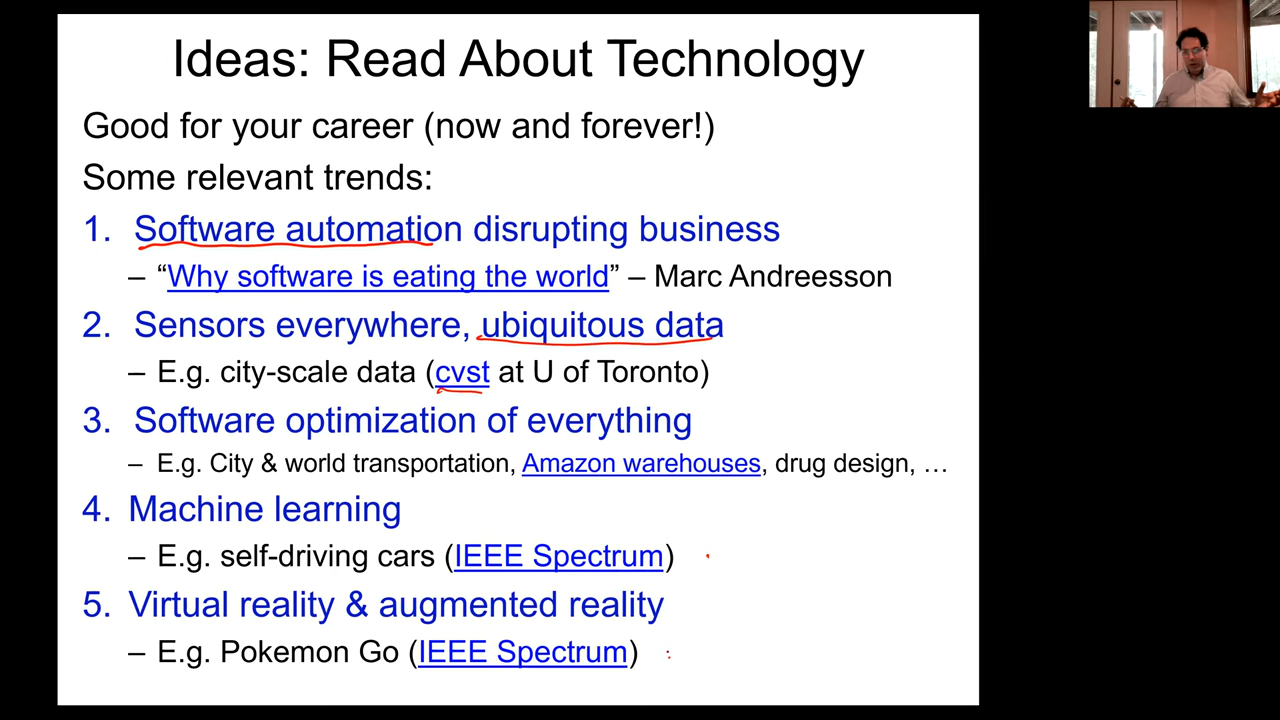 Ideas: Read About Technology
Good for your career (now and forever!)
Some relevant trends:
1. Software automation disrupting business
– “Why software is eating the world” – Marc Andreesson
2. Sensors everywhere, ubiquitous data
– E.g. city-scale data (cvst at U of Toronto)
3. Software optimization of everything
– E.g. City & world transportation, Amazon warehouses, drug design, …
4. Machine learning
– E.g. self-driving cars (IEEE Spectrum)
5. Virtual reality & augmented reality
– E.g. Pokemon Go (IEEE Spectrum)